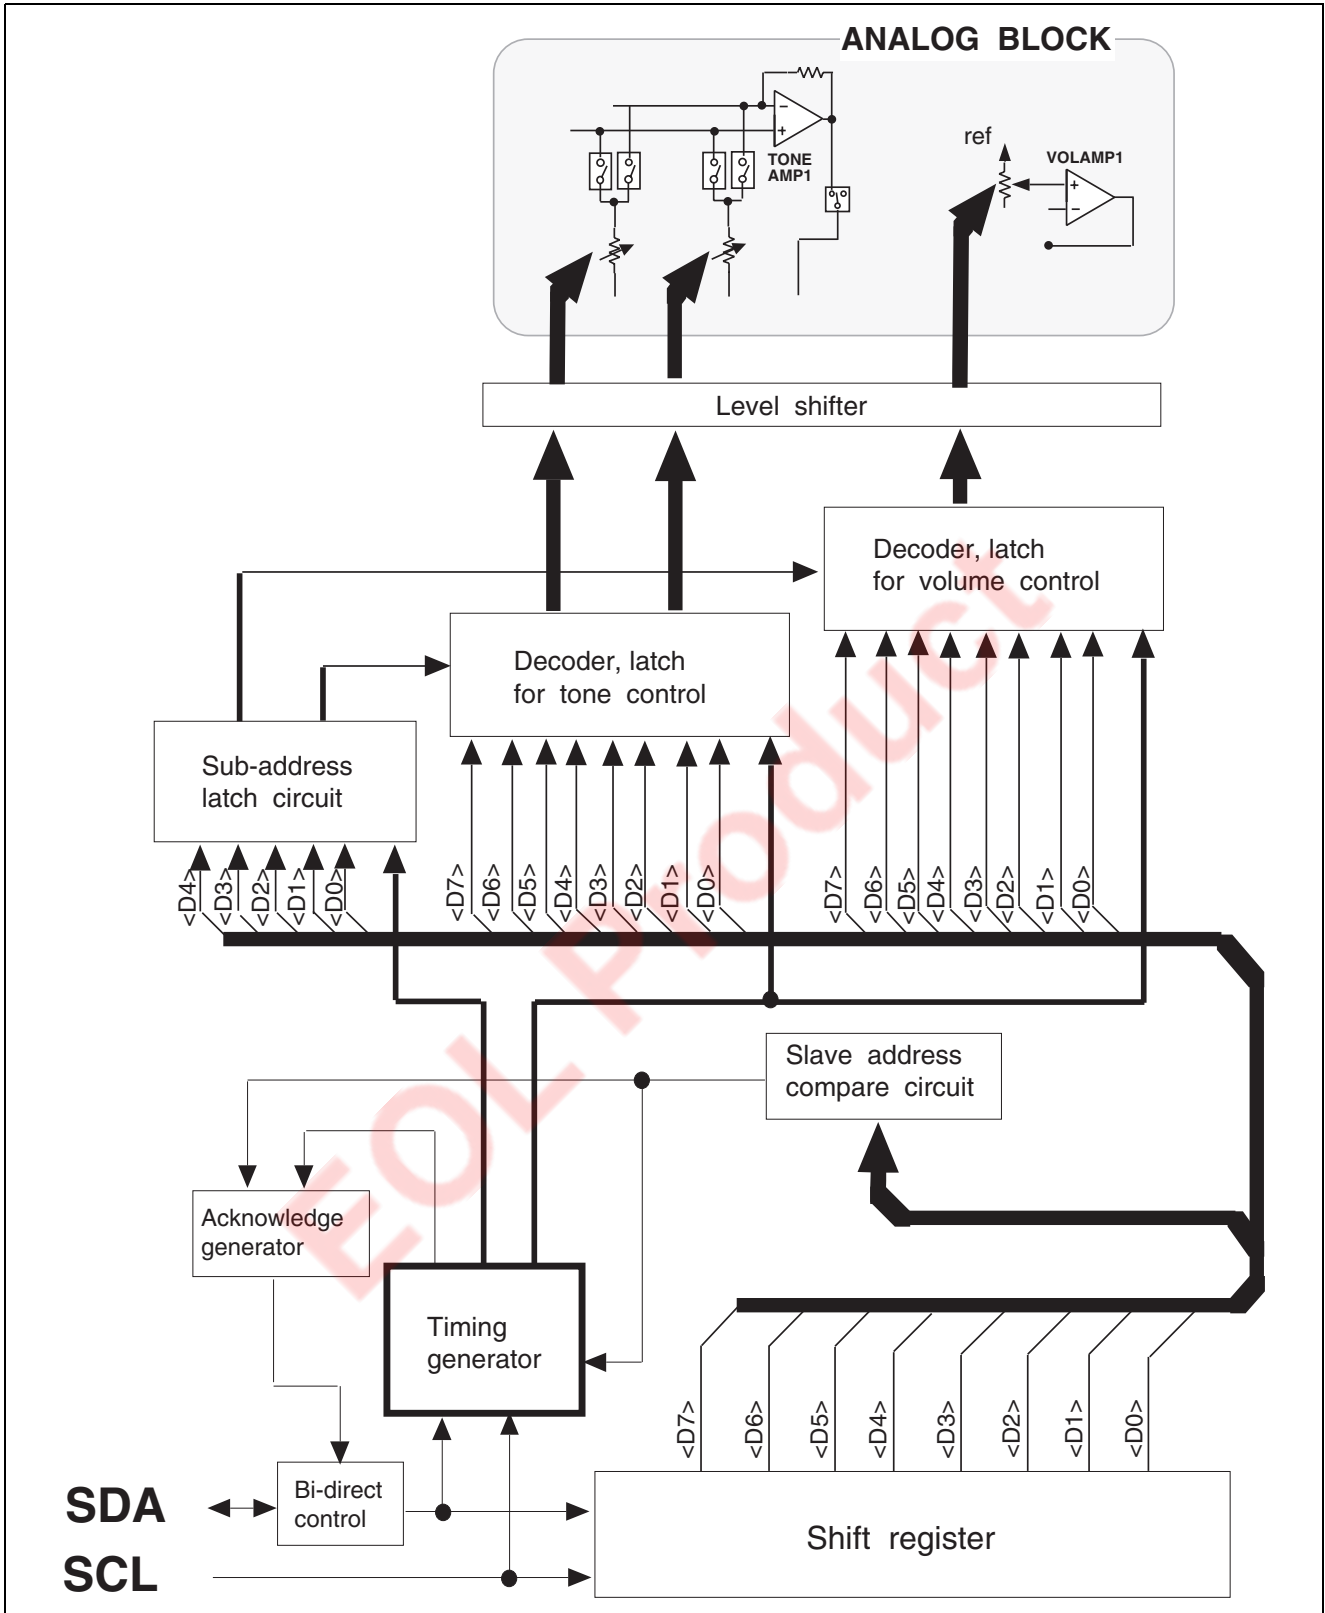 ANALOG BLOCK
ref
VOLAMP1
TONE
AMP1
− + + −
Level shifter
Decoder, latch
for volume control
Decoder, latch
for tone control
Sub-address
latch circuit
<D4> <D3> <D2> <D1> <D0>
<D7> <D6> <D5> <D4> <D3> <D2> <D1> <D0>
<D7> <D6> <D5> <D4> <D3> <D2> <D1> <D0>
Slave address
compare circuit
Acknowledge
generator
Timing
generator
<D7> <D6> <D5> <D4> <D3> <D2> <D1> <D0>
SDA
Bi-direct
control
Shift register
SCL
EOL Product